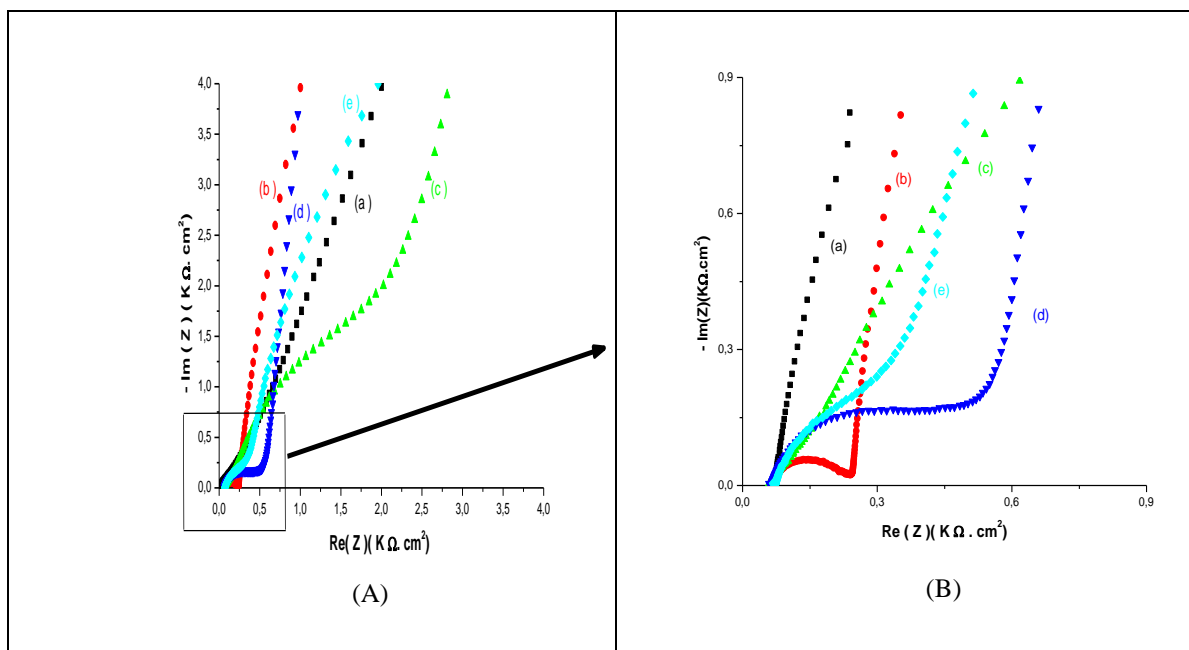 4,0
3,5
3,0
2,5
2,0
1,5
1,0
0,5
0,0
- Im ( Z ) ( K Ω. cm²)
(e)
(b)
(d)
(a)
(c)
0,0 0,5 1,0 1,5 2,0 2,5 3,0 3,5 4,0
Re( Z )( K Ω. cm²)
(A)
0,9
0,6
0,3
0,0
- Im(Z)(KΩ.cm²)
(a)
(b)
(c)
(e)
(d)
0,0 0,3 0,6 0,9
Re ( Z )( K Ω . cm²)
(B)